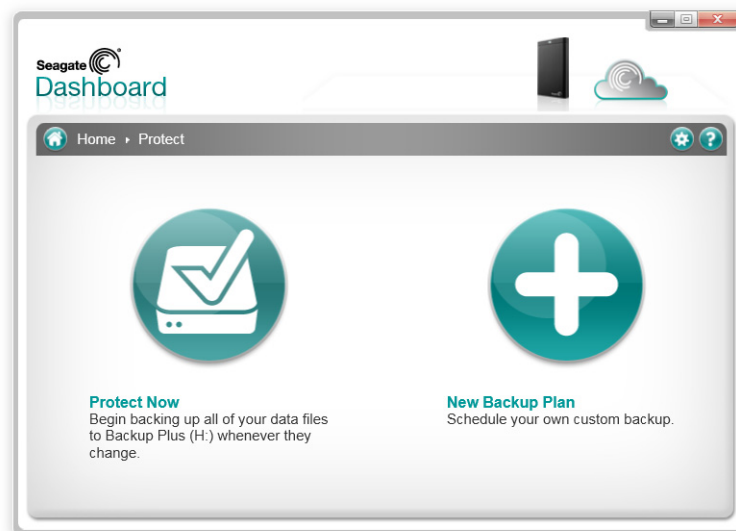 Seagate
Dashboard
Home ▸ Protect
?
Protect Now
Begin backing up all of your data files
to Backup Plus (H:) whenever they
change.
New Backup Plan
Schedule your own custom backup.